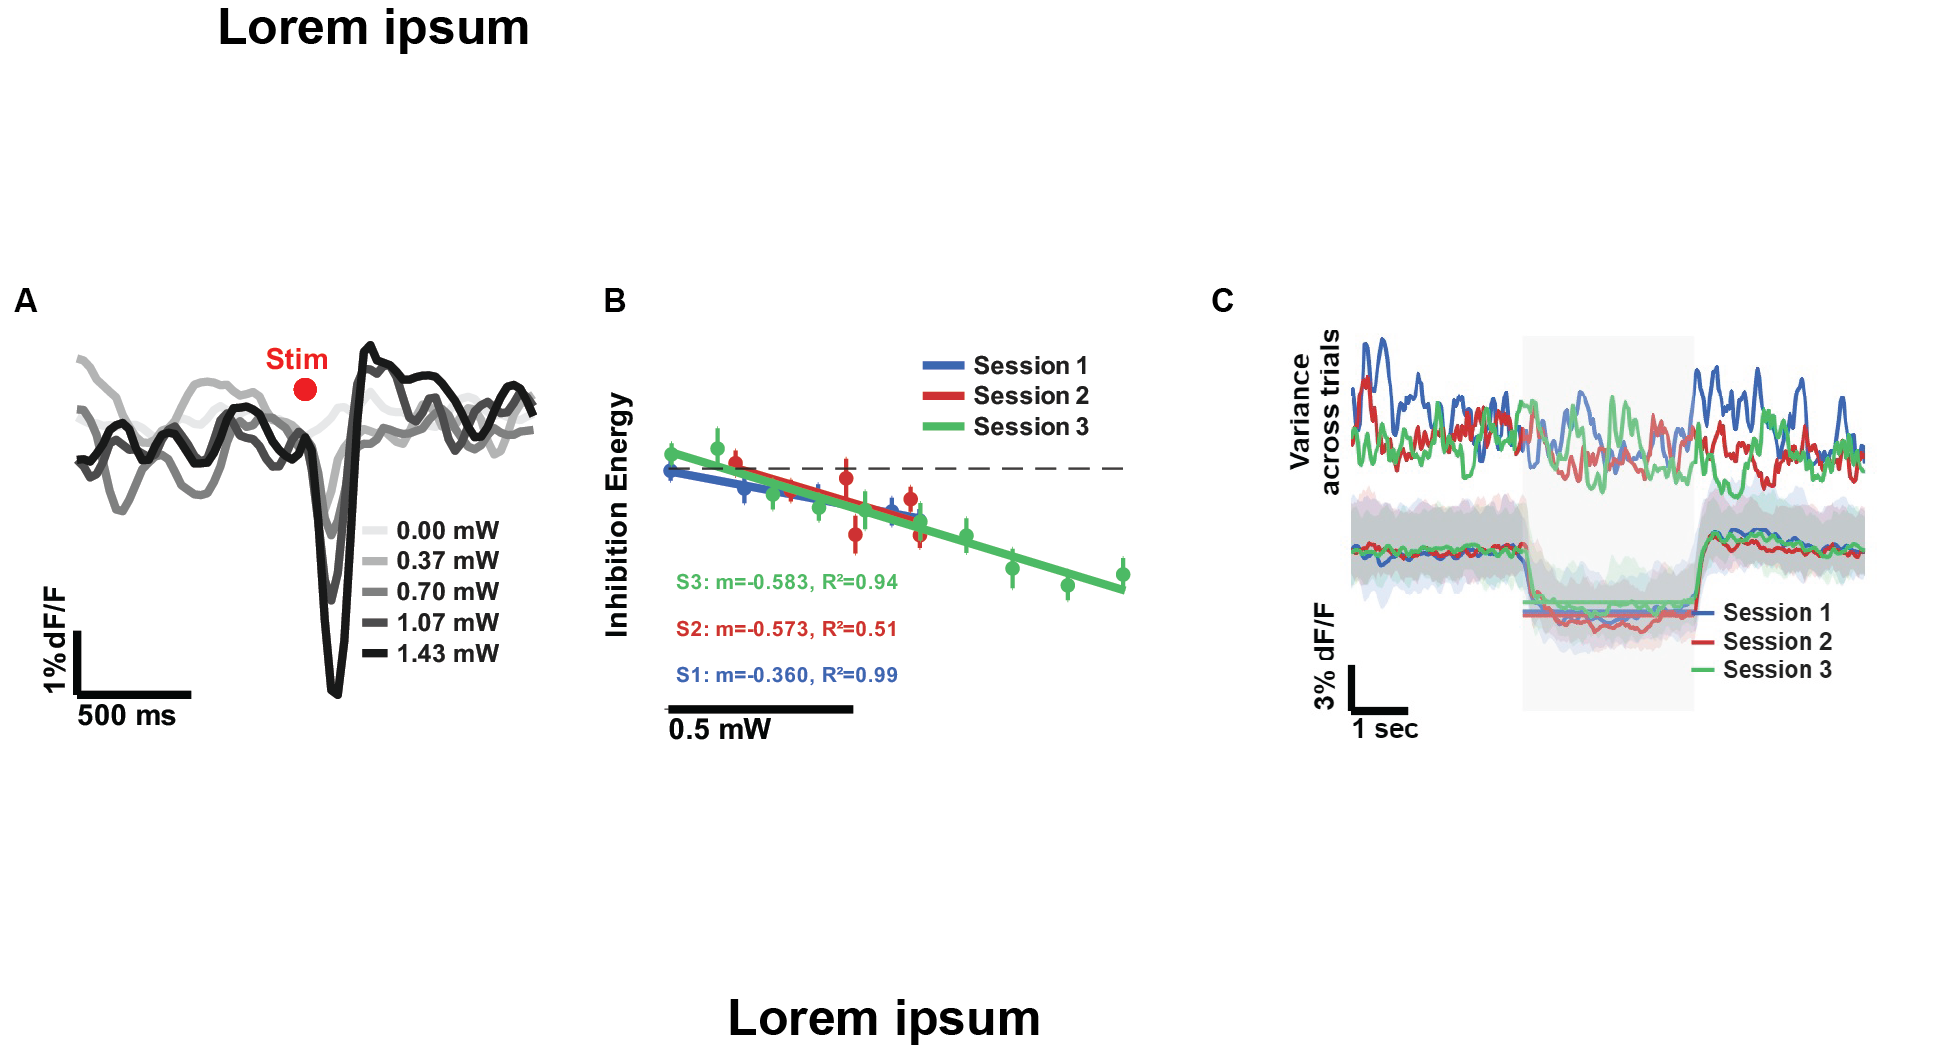 Lorem ipsum
A
Stim
0.00 mW
0.37 mW
0.70 mW
1.07 mW
1.43 mW
1% dF/F
500 ms
B
Inhibition Energy
Session 1
Session 2
Session 3
S3: m=-0.583, R²=0.94
S2: m=-0.573, R²=0.51
S1: m=-0.360, R²=0.99
0.5 mW
C
Variance
across trials
3% dF/F
Session 1
Session 2
Session 3
1 sec
Lorem ipsum